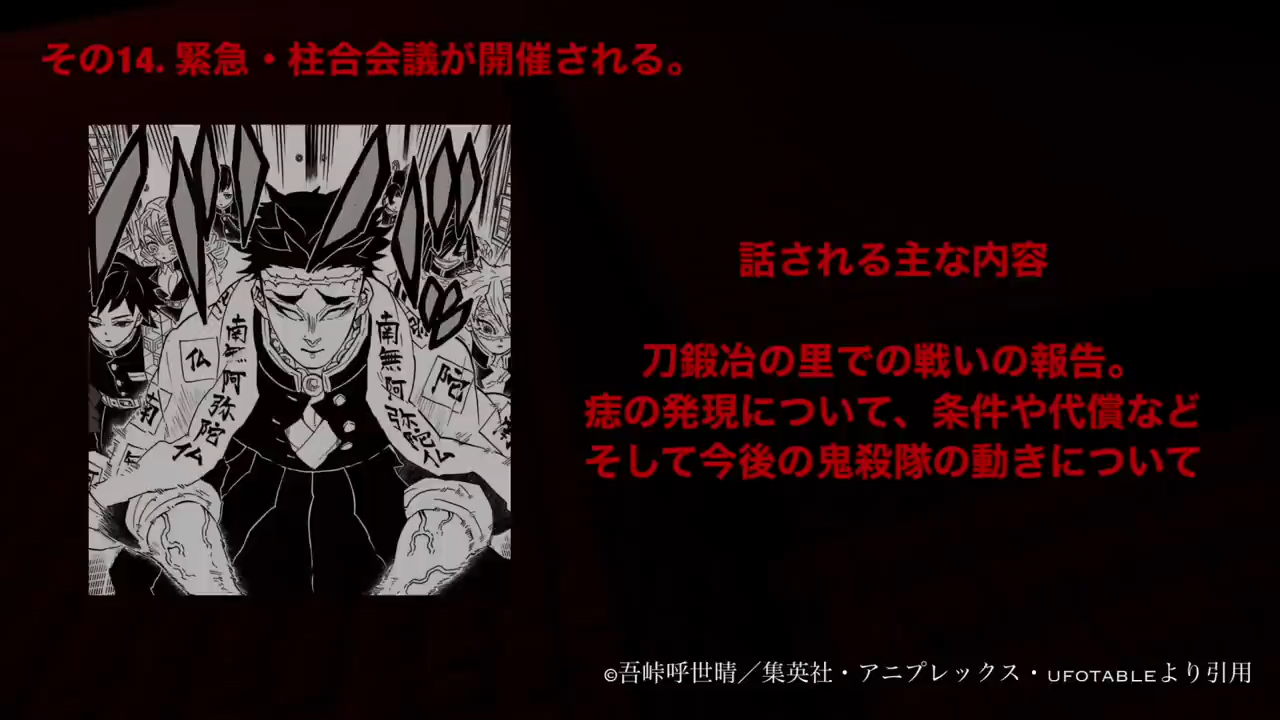 その14. 緊急・柱合会議が開催される。
話される主な内容
刀鍛冶の里での戦いの報告。
痣の発現について、条件や代償など
そして今後の鬼殺隊の動きについて
南無阿弥陀仏
仏
南無阿弥陀仏
陀
南
©吾峠呼世晴／集英社・アニプレックス・UFOTABLEより引用